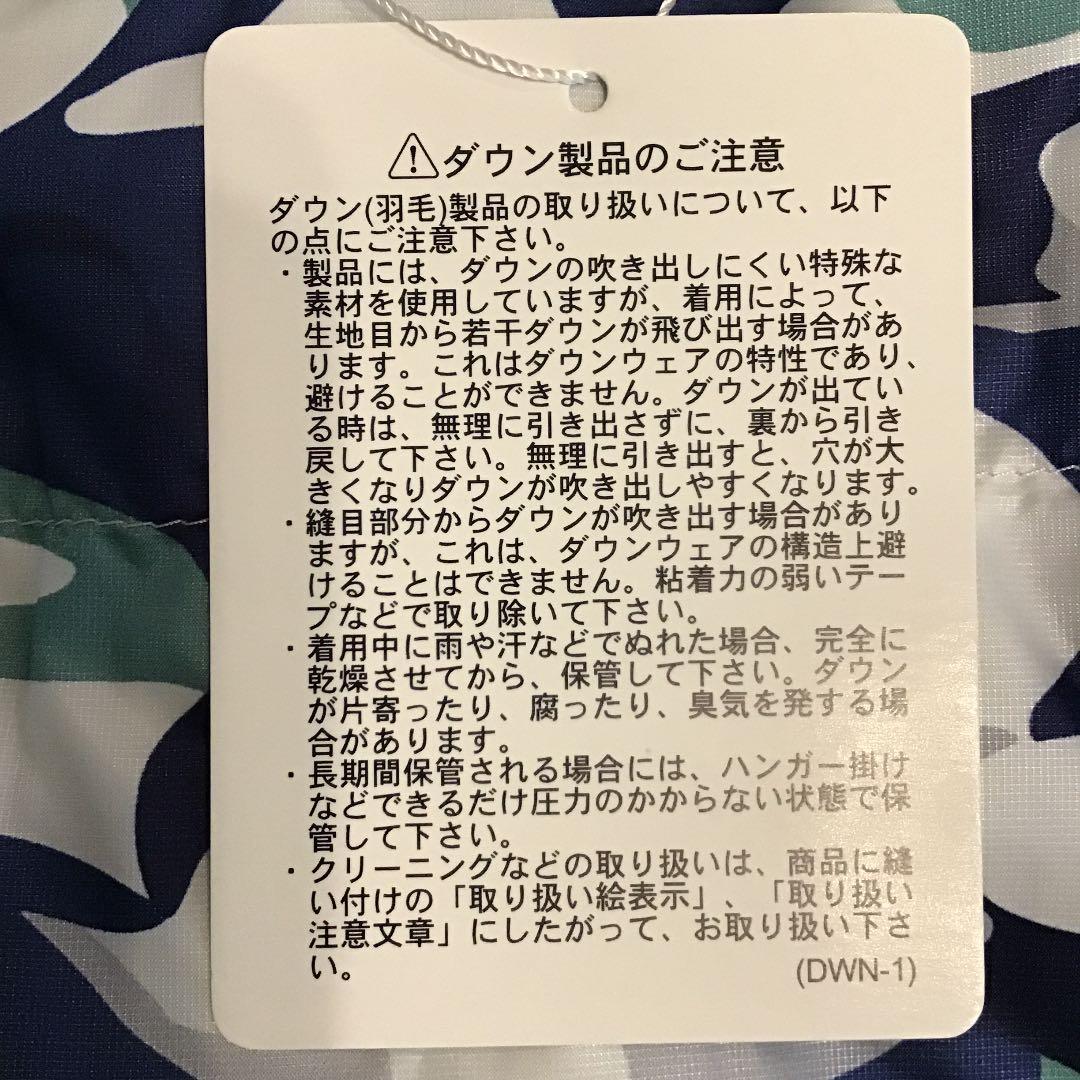 ⚠ダウン製品のご注意
ダウン(羽毛)製品の取り扱いについて、以下
の点にご注意下さい。
・製品には、ダウンの吹き出しにくい特殊な
素材を使用していますが、着用によって、
生地目から若干ダウンが飛び出す場合があ
ります。これはダウンウェアの特性であり、
避けることができません。ダウンが出てい
る時は、無理に引き出さずに、裏から引き
戻して下さい。無理に引き出すと、穴が大
きくなりダウンが吹き出しやすくなります。
・縫目部分からダウンが吹き出す場合があり
ますが、これは、ダウンウェアの構造上避
けることはできません。粘着力の弱いテー
プなどで取り除いて下さい。
・着用中に雨や汗などでぬれた場合、完全に
乾燥させてから、保管して下さい。ダウン
が片寄ったり、腐ったり、臭気を発する場
合があります。
・長期間保管される場合には、ハンガー掛け
などできるだけ圧力のかからない状態で保
管して下さい。
・クリーニングなどの取り扱いは、商品に縫
い付けの「取り扱い絵表示」、「取り扱い
注意文章」にしたがって、お取り扱い下さ
い。
(DWN-1)